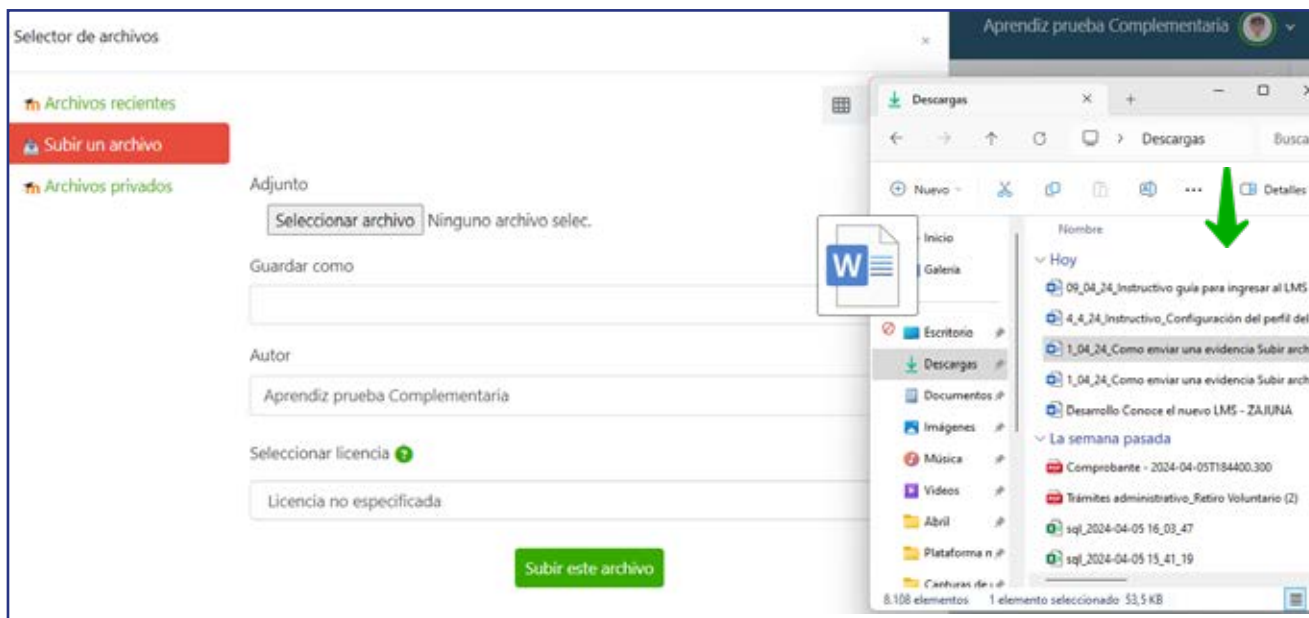 Selector de archivos
Aprendiz prueba Complementaria
Archivos recientes
Subir un archivo
Archivos privados
Adjunto
Seleccionar archivo Ninguno archivo selec.
Guardar como
Autor
Aprendiz prueba Complementaria
Seleccionar licencia
Licencia no especificada
Subir este archivo
W
Descargas
Descargas Busca
Nuevo Detalles
Inicio
Galería
Escritorio
Descargas
Documentos
Imágenes
Música
Videos
Abril
Plataforma n
Capturas de
Nombre
Hoy
09_04_24_Instructivo guía para ingresar al LMS
4_4_24_Instructivo_Configuración del perfil del
1_04_24_Como enviar una evidencia Subir arch
1_04_24_Como enviar una evidencia Subir arch
Desarrollo Conoce el nuevo LMS - ZAJUNA
La semana pasada
Comprobante - 2024-04-05T184400.300
Trámites administrativo_Retiro Voluntario (2)
sql_2024-04-05 16_03_47
sql_2024-04-05 15_41_19
8.108 elementos 1 elemento seleccionado 53,5 KB